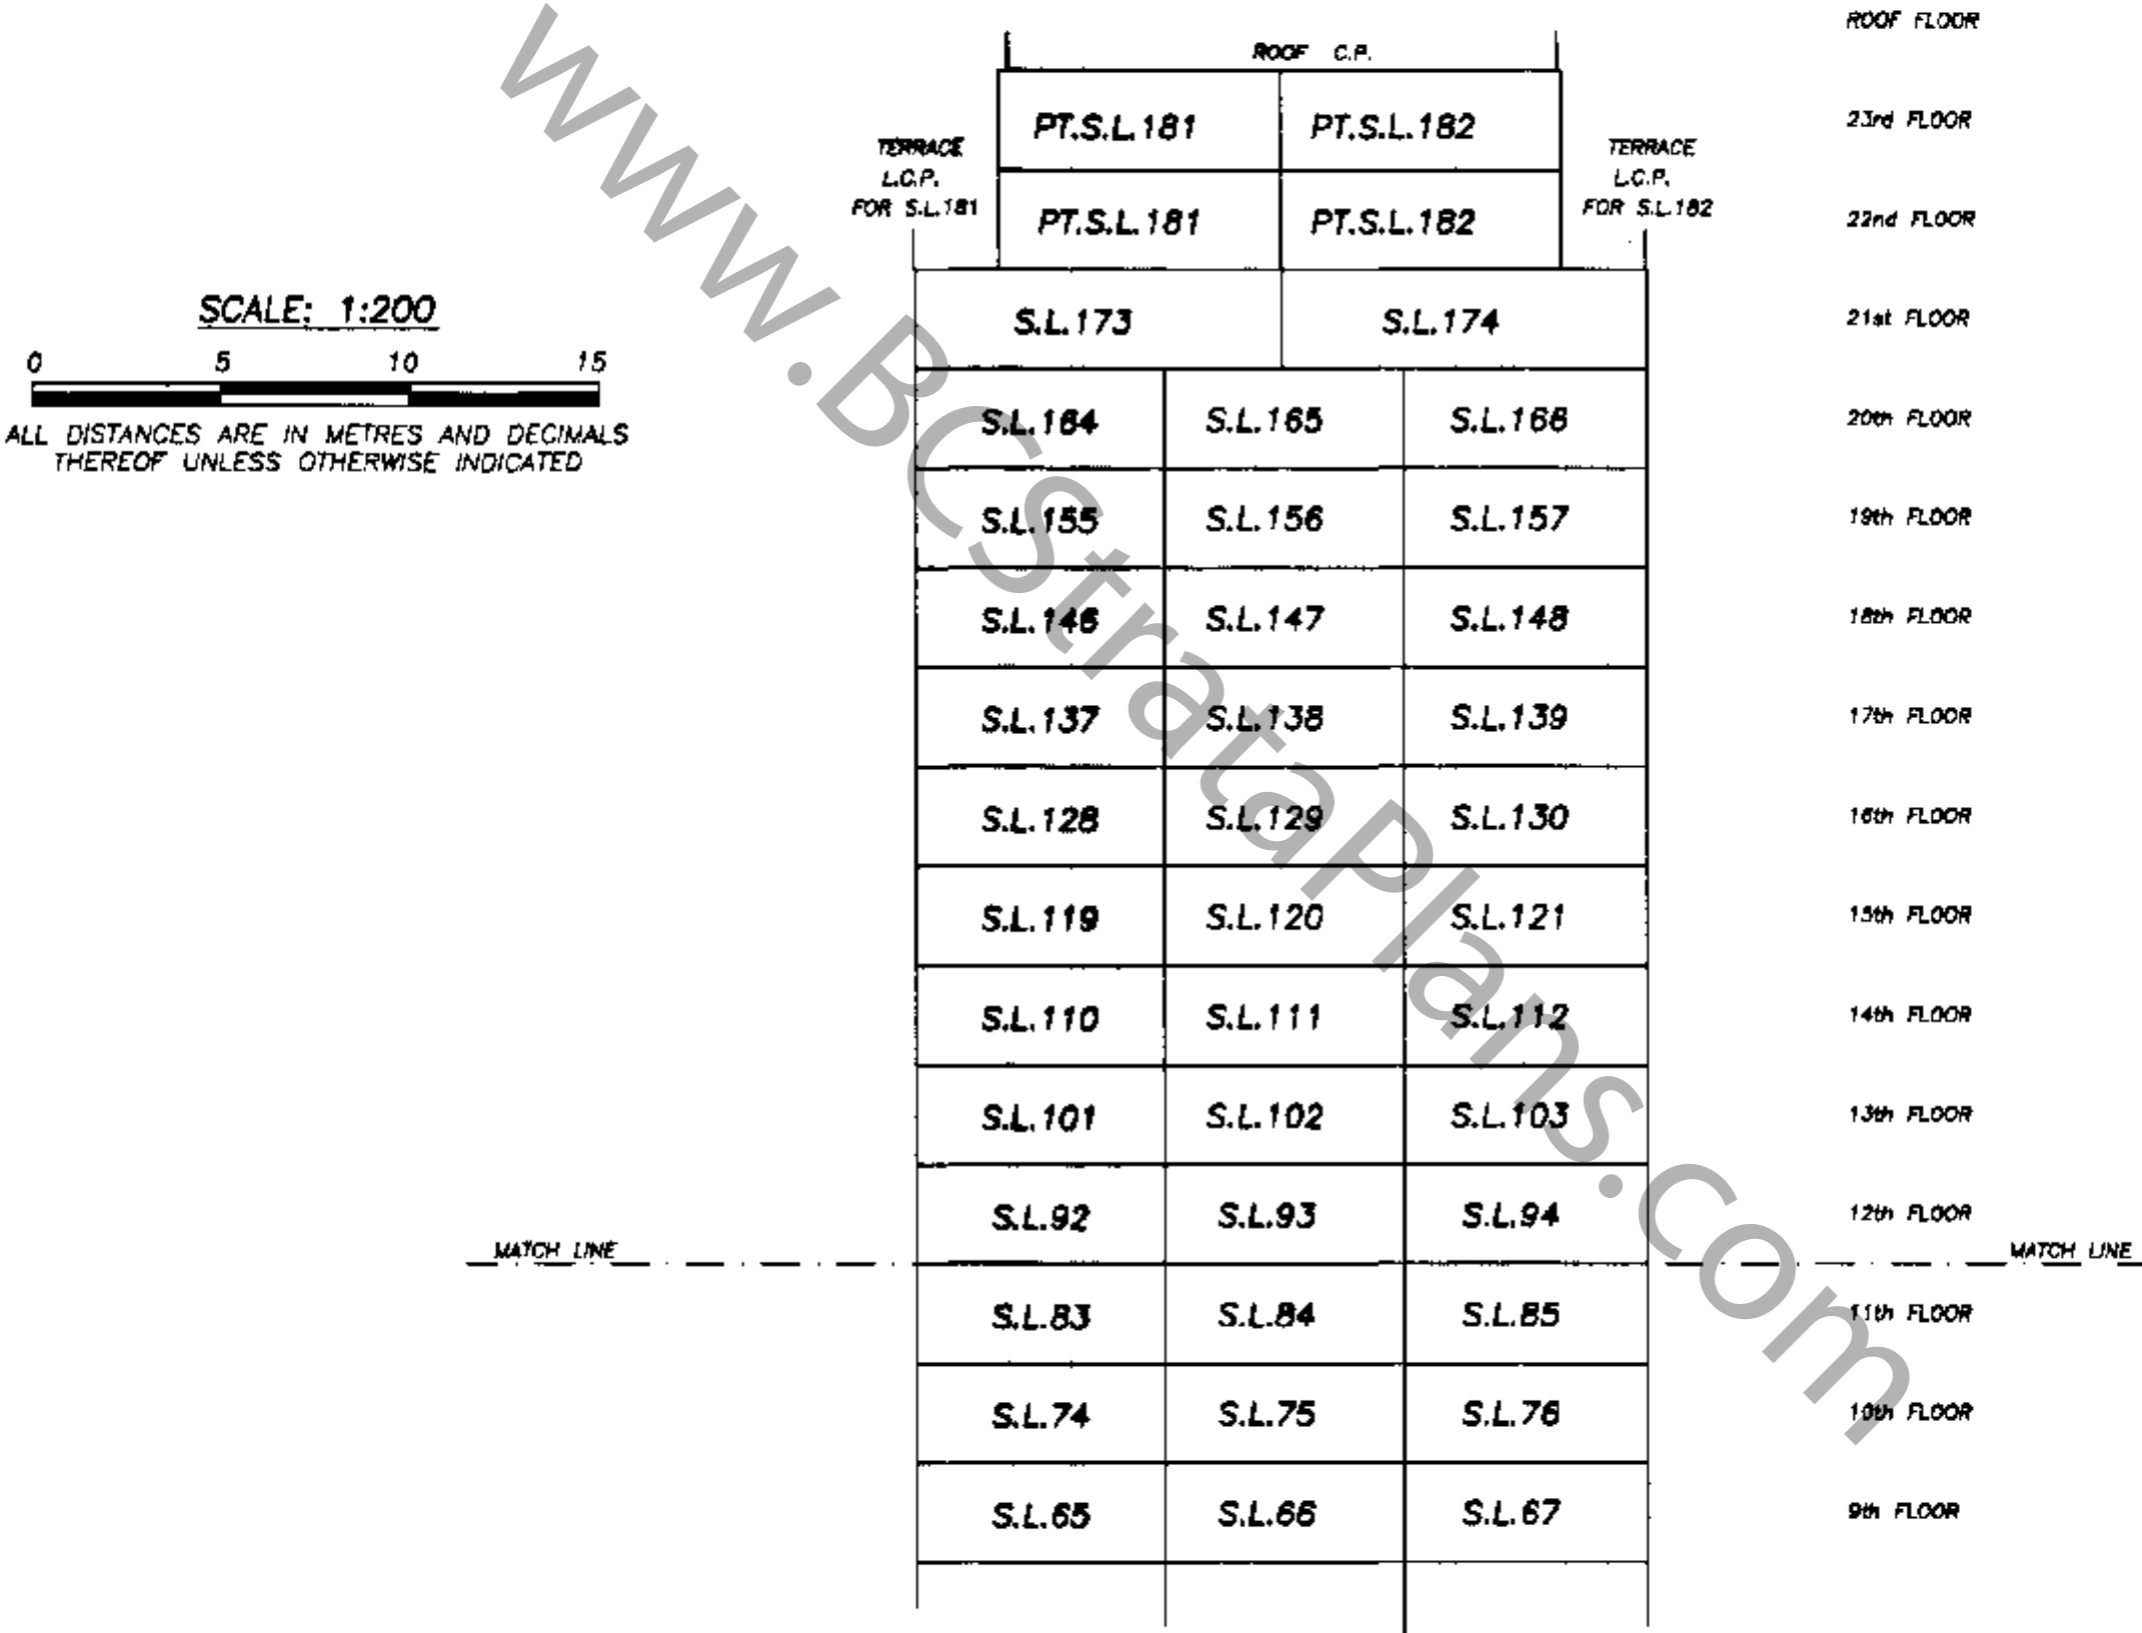 ROOF FLOOR
ROOF C.P.
PT.S.L.181 PT.S.L.182 23rd FLOOR
TERRACE
L.C.P.
FOR S.L.181
TERRACE
L.C.P.
FOR S.L.182
PT.S.L.181 PT.S.L.182 22nd FLOOR
SCALE: 1:200
0 5 10 15
ALL DISTANCES ARE IN METRES AND DECIMALS
THEREOF UNLESS OTHERWISE INDICATED
S.L.173 S.L.174 21st FLOOR
S.L.164 S.L.165 S.L.166 20th FLOOR
S.L.155 S.L.156 S.L.157 19th FLOOR
S.L.146 S.L.147 S.L.148 18th FLOOR
S.L.137 S.L.138 S.L.139 17th FLOOR
S.L.128 S.L.129 S.L.130 16th FLOOR
S.L.119 S.L.120 S.L.121 15th FLOOR
S.L.110 S.L.111 S.L.112 14th FLOOR
S.L.101 S.L.102 S.L.103 13th FLOOR
S.L.92 S.L.93 S.L.94 12th FLOOR
MATCH LINE MATCH LINE
S.L.83 S.L.84 S.L.85 11th FLOOR
S.L.74 S.L.75 S.L.76 10th FLOOR
S.L.65 S.L.66 S.L.67 9th FLOOR
www.BCStrataPlans.com